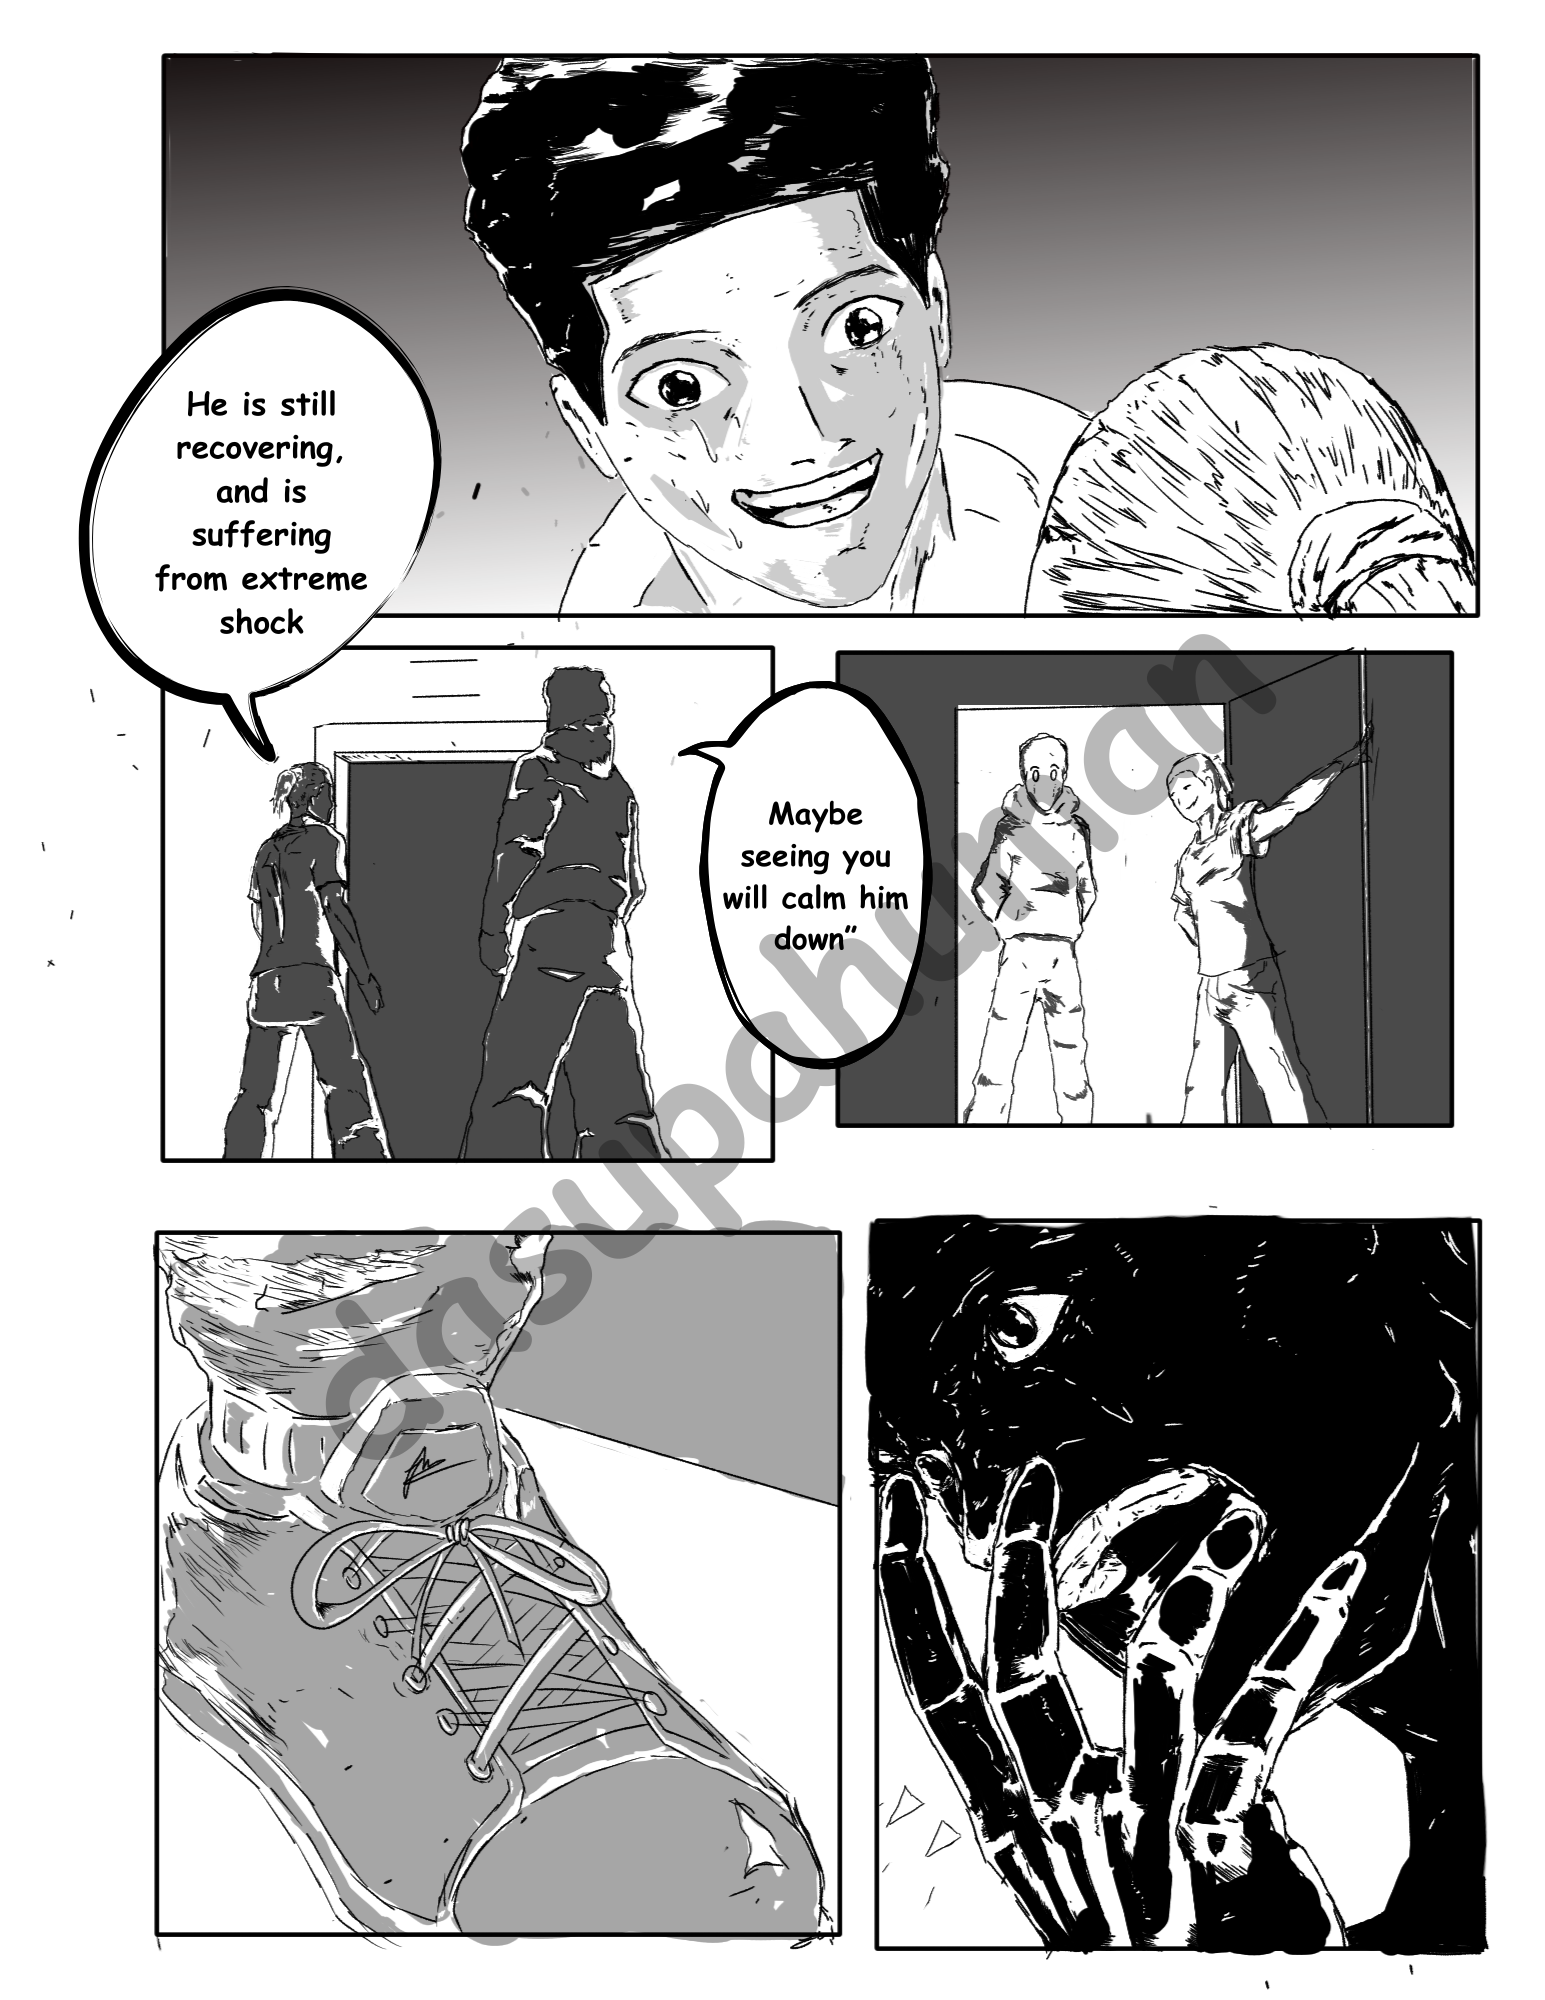 He is still
recovering,
and is
suffering
from extreme
shock
Maybe
seeing you
will calm him
down”
dasupahuman